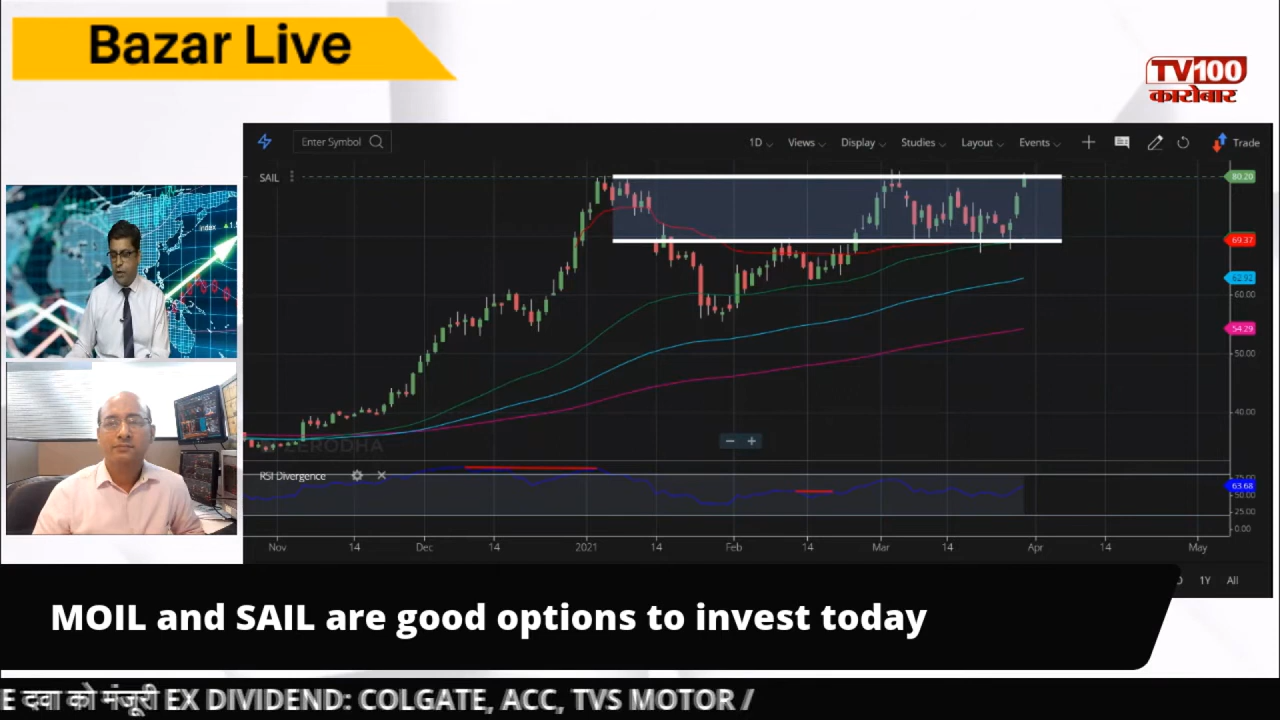 Bazar Live
TV100
कारोबार
Enter Symbol
1D Views Display Studies Layout Events Trade
SAIL
80.20
69.37
62.92
60.00
54.29
50.00
40.00
ZERODHA
RSI Divergence
75.00
63.68
50.00
25.00
0.00
Nov 14 Dec 14 2021 14 Feb 14 Mar 14 Apr 14 May
1Y All
MOIL and SAIL are good options to invest today
E दवा को मंजूरी EX DIVIDEND: COLGATE, ACC, TVS MOTOR /